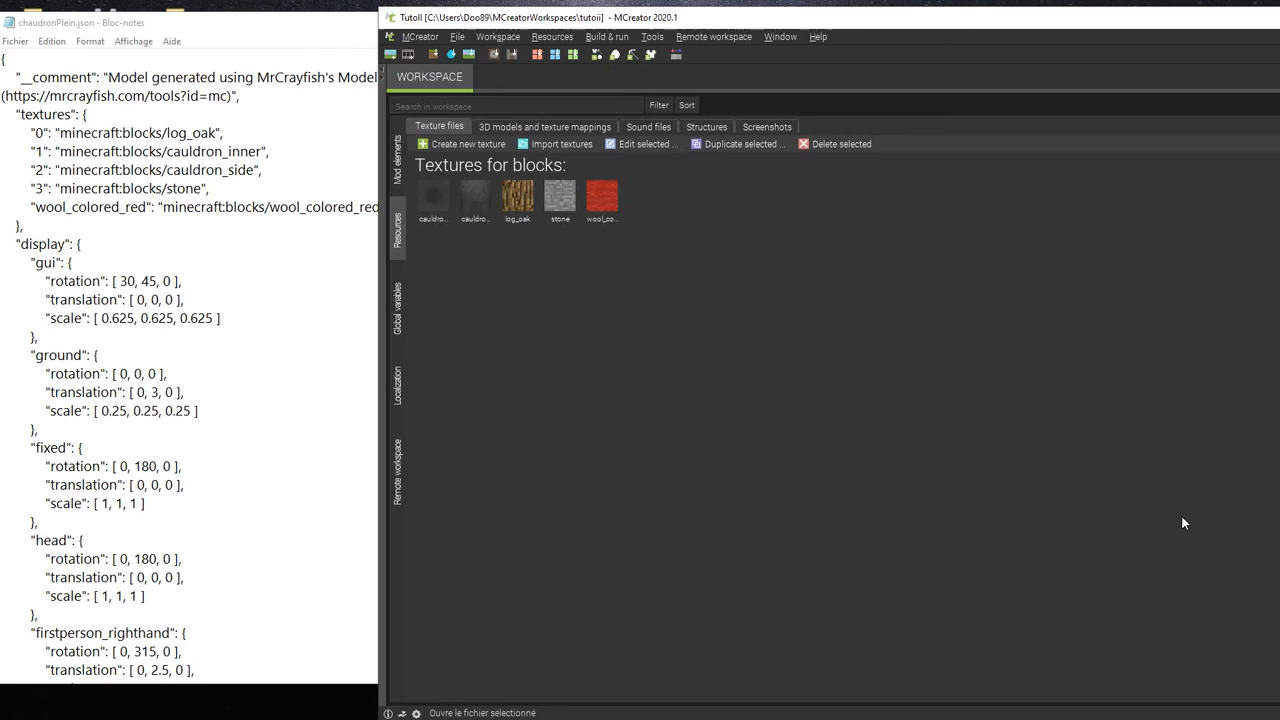 chaudronPlein.json - Bloc-notes
Fichier Edition Format Affichage Aide
{
"__comment": "Model generated using MrCrayfish's Model
(https://mrcrayfish.com/tools?id=mc)",
"textures": {
"0": "minecraft:blocks/log_oak",
"1": "minecraft:blocks/cauldron_inner",
"2": "minecraft:blocks/cauldron_side",
"3": "minecraft:blocks/stone",
"wool_colored_red": "minecraft:blocks/wool_colored_red
},
"display": {
"gui": {
"rotation": [ 30, 45, 0 ],
"translation": [ 0, 0, 0 ],
"scale": [ 0.625, 0.625, 0.625 ]
},
"ground": {
"rotation": [ 0, 0, 0 ],
"translation": [ 0, 3, 0 ],
"scale": [ 0.25, 0.25, 0.25 ]
},
"fixed": {
"rotation": [ 0, 180, 0 ],
"translation": [ 0, 0, 0 ],
"scale": [ 1, 1, 1 ]
},
"head": {
"rotation": [ 0, 180, 0 ],
"translation": [ 0, 0, 0 ],
"scale": [ 1, 1, 1 ]
},
"firstperson_righthand": {
"rotation": [ 0, 315, 0 ],
"translation": [ 0, 2.5, 0 ],
Tutoll [C:\Users\Doo89\MCreatorWorkspaces\tutoii] - MCreator 2020.1
MCreator File Workspace Resources Build & run Tools Remote workspace Window Help
WORKSPACE
Search in workspace Filter Sort
Texture files 3D models and texture mappings Sound files Structures Screenshots
Create new texture Import textures Edit selected ... Duplicate selected ... Delete selected
Textures for blocks:
cauldro... cauldro... log_oak stone wool_co...
Mod elements
Resources
Global variables
Localization
Remote workspace
Ouvre le fichier sélectionné